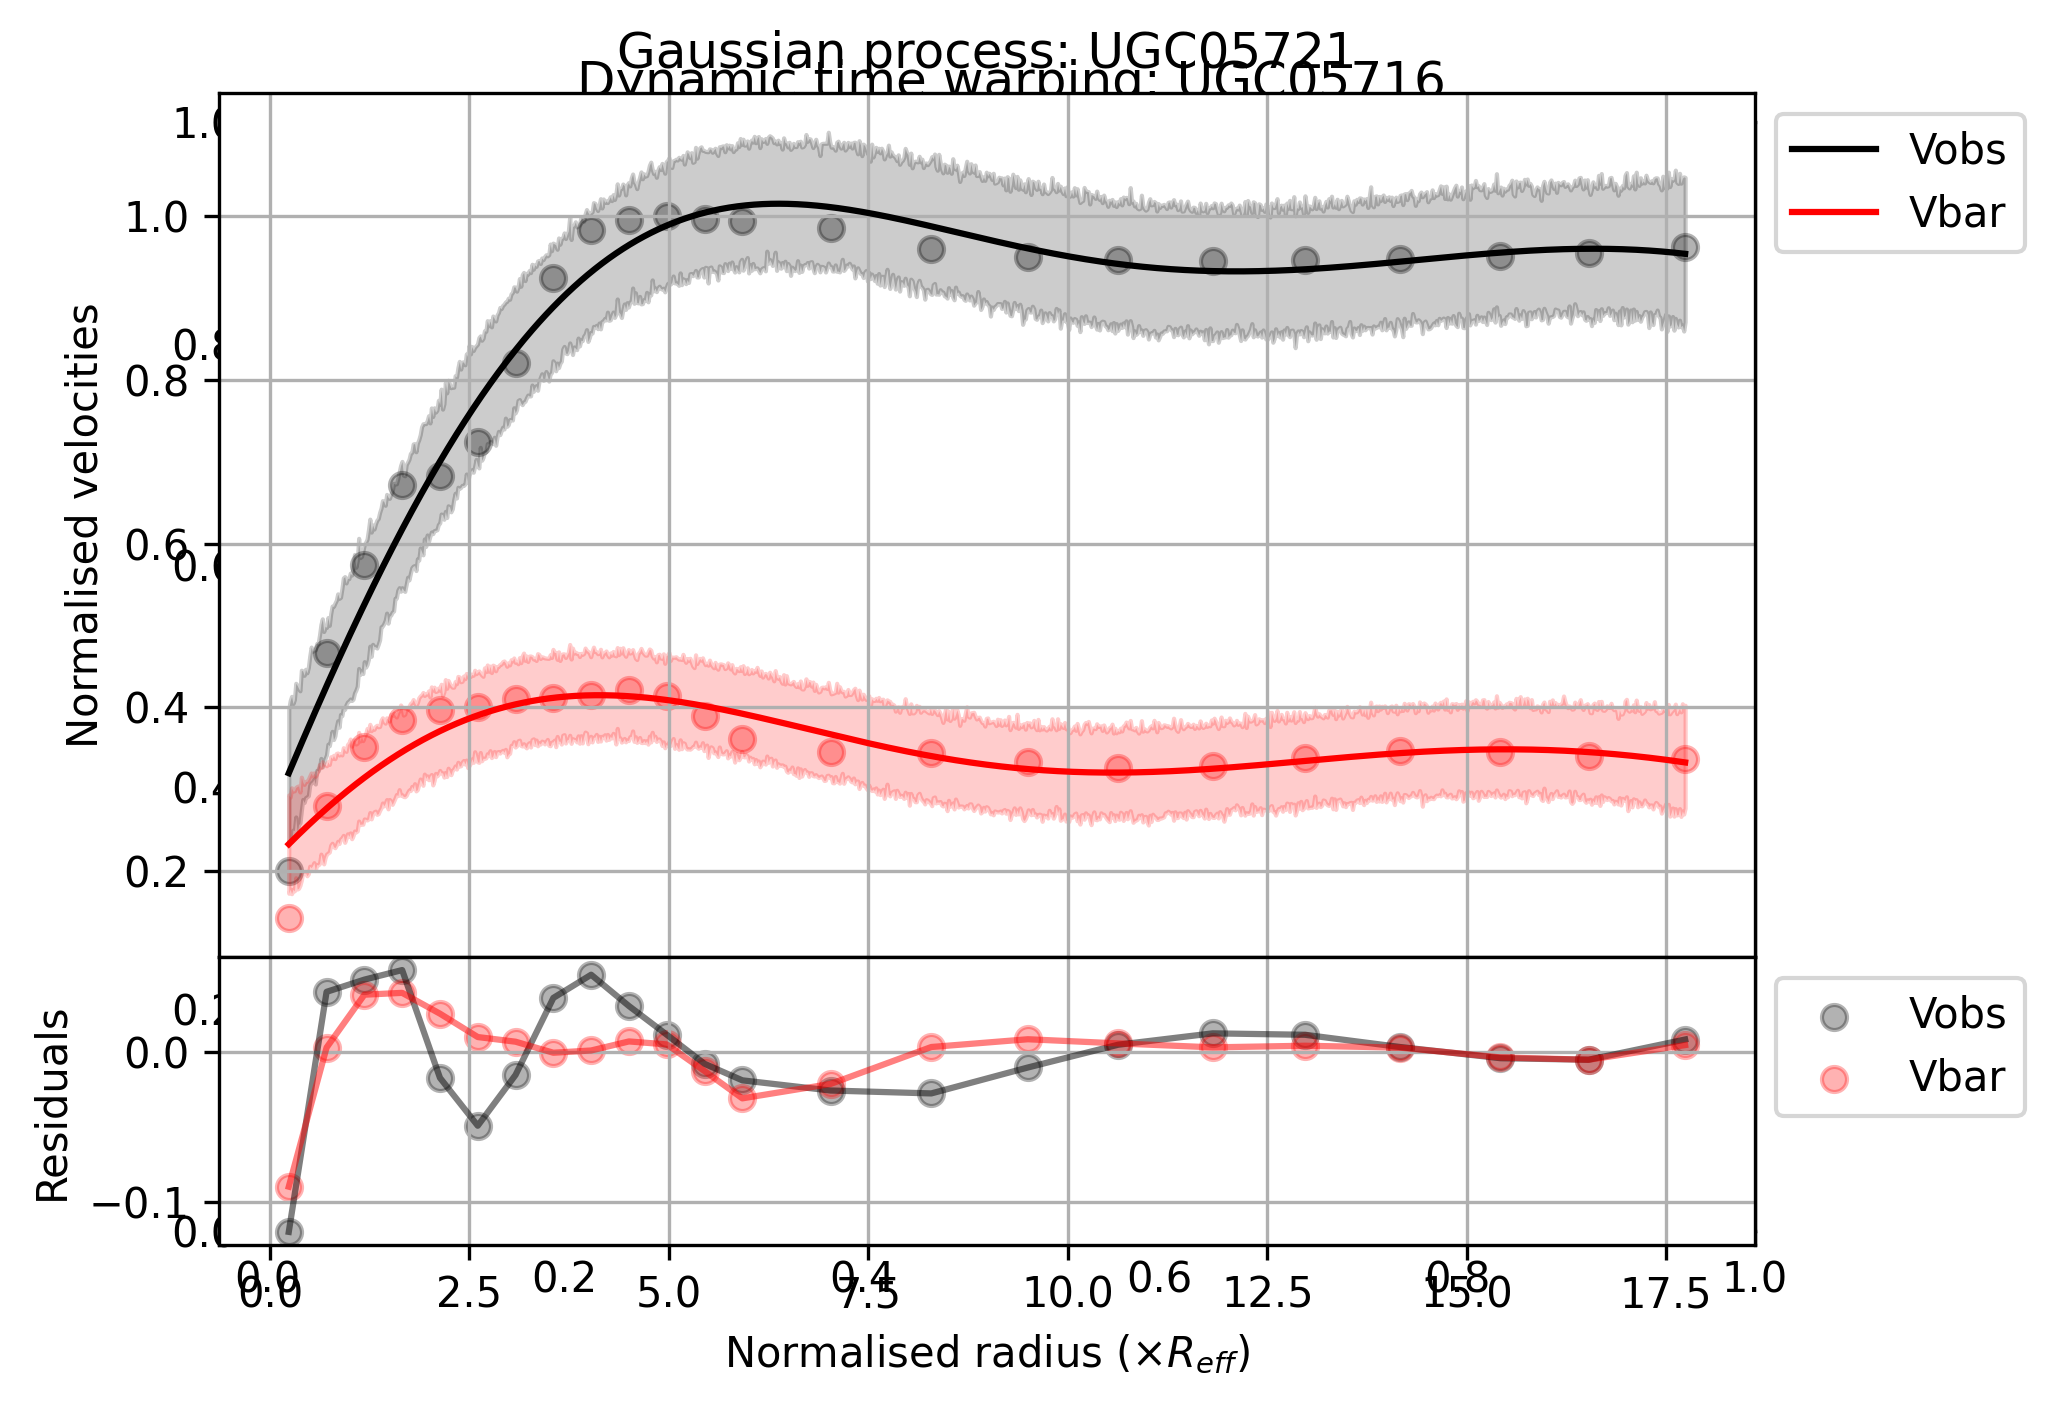 Gaussian process: UGC05721
Dynamic time warping: UGC05716
Normalised velocities
1.0
0.8
0.6
0.4
0.2
Vobs
Vbar
Residuals
0.0
−0.1
Vobs
Vbar
0.0 0.2 0.4 0.6 0.8 1.0
0.0 2.5 5.0 7.5 10.0 12.5 15.0 17.5
Normalised radius (×R_eff)